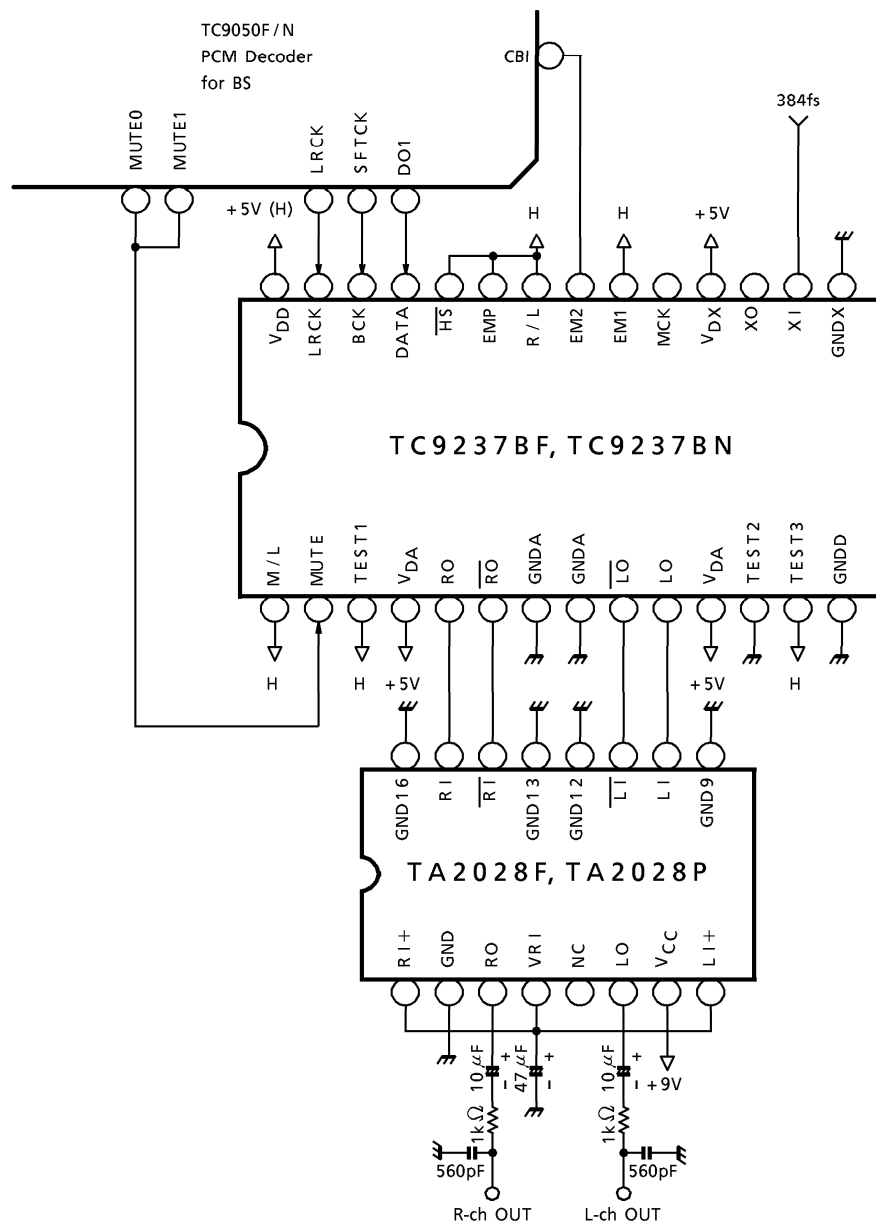 TC9050F/N
PCM Decoder
for BS
CBI
384fs
MUTE0
MUTE1
LRCK
SFTCK
DO1
+5V (H)
H
H
+5V
VDD
LRCK
BCK
DATA
HS
EMP
R/L
EM2
EM1
MCK
VDX
XO
XI
GNDX
TC9237BF, TC9237BN
M/L
MUTE
TEST1
VDA
RO
RO
GNDA
GNDA
LO
LO
VDA
TEST2
TEST3
GNDD
H
H
+5V
+5V
H
GND16
RI
RI
GND13
GND12
LI
LI
GND9
TA2028F, TA2028P
RI+
GND
RO
VRI
NC
LO
VCC
LI+
10μF
+
-
47μF
+
-
10μF
+
-
+9V
1kΩ
1kΩ
560pF
560pF
R-ch OUT
L-ch OUT